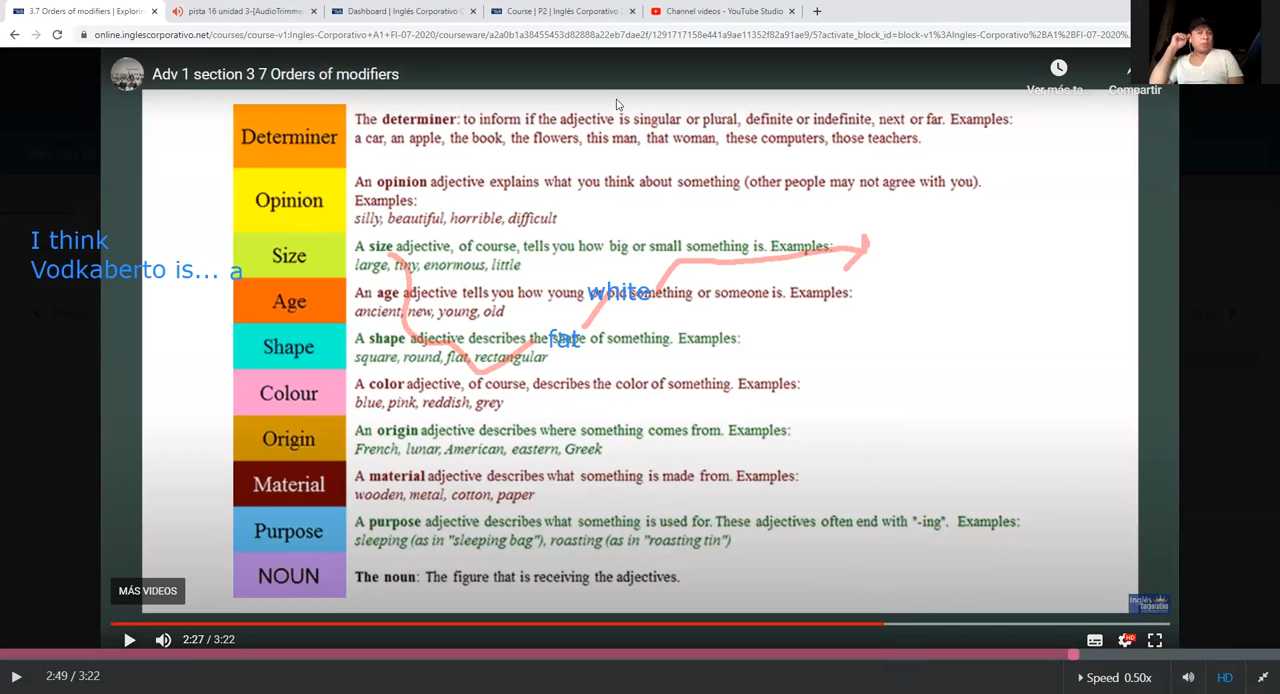 3.7 Orders of modifiers | Explorin
pista 16 unidad 3-[AudioTrimme
Dashboard | Inglés Corporativo C
Course | P2 | Inglés Corporativo
Channel videos - YouTube Studio
online.inglescorporativo.net/courses/course-v1:Ingles-Corporativo+A1+FI-07-2020/courseware/a2a0b1a38455453d82888a22eb7dae2f/1291717158e441a9ae11352f82a91ae9/5?activate_block_id=block-v1%3AIngles-Corporativo%2BA1%2BFI-07-2020%
Adv 1 section 3 7 Orders of modifiers
Ver más ta...
Compartir
Determiner
The determiner: to inform if the adjective is singular or plural, definite or indefinite, next or far. Examples:
a car, an apple, the book, the flowers, this man, that woman, these computers, those teachers.
Opinion
An opinion adjective explains what you think about something (other people may not agree with you).
Examples:
silly, beautiful, horrible, difficult
I think
Vodkaberto is... a
Size
A size adjective, of course, tells you how big or small something is. Examples:
large, tiny, enormous, little
Age
An age adjective tells you how young or old something or someone is. Examples:
ancient, new, young, old
white
Shape
A shape adjective describes the shape of something. Examples:
square, round, flat, rectangular
fat
Colour
A color adjective, of course, describes the color of something. Examples:
blue, pink, reddish, grey
Origin
An origin adjective describes where something comes from. Examples:
French, lunar, American, eastern, Greek
Material
A material adjective describes what something is made from. Examples:
wooden, metal, cotton, paper
Purpose
A purpose adjective describes what something is used for. These adjectives often end with "-ing". Examples:
sleeping (as in "sleeping bag"), roasting (as in "roasting tin")
NOUN
The noun: The figure that is receiving the adjectives.
MÁS VIDEOS
Inglés
Corporativo
2:27 / 3:22
HD
2:49 / 3:22
Speed 0.50x
HD